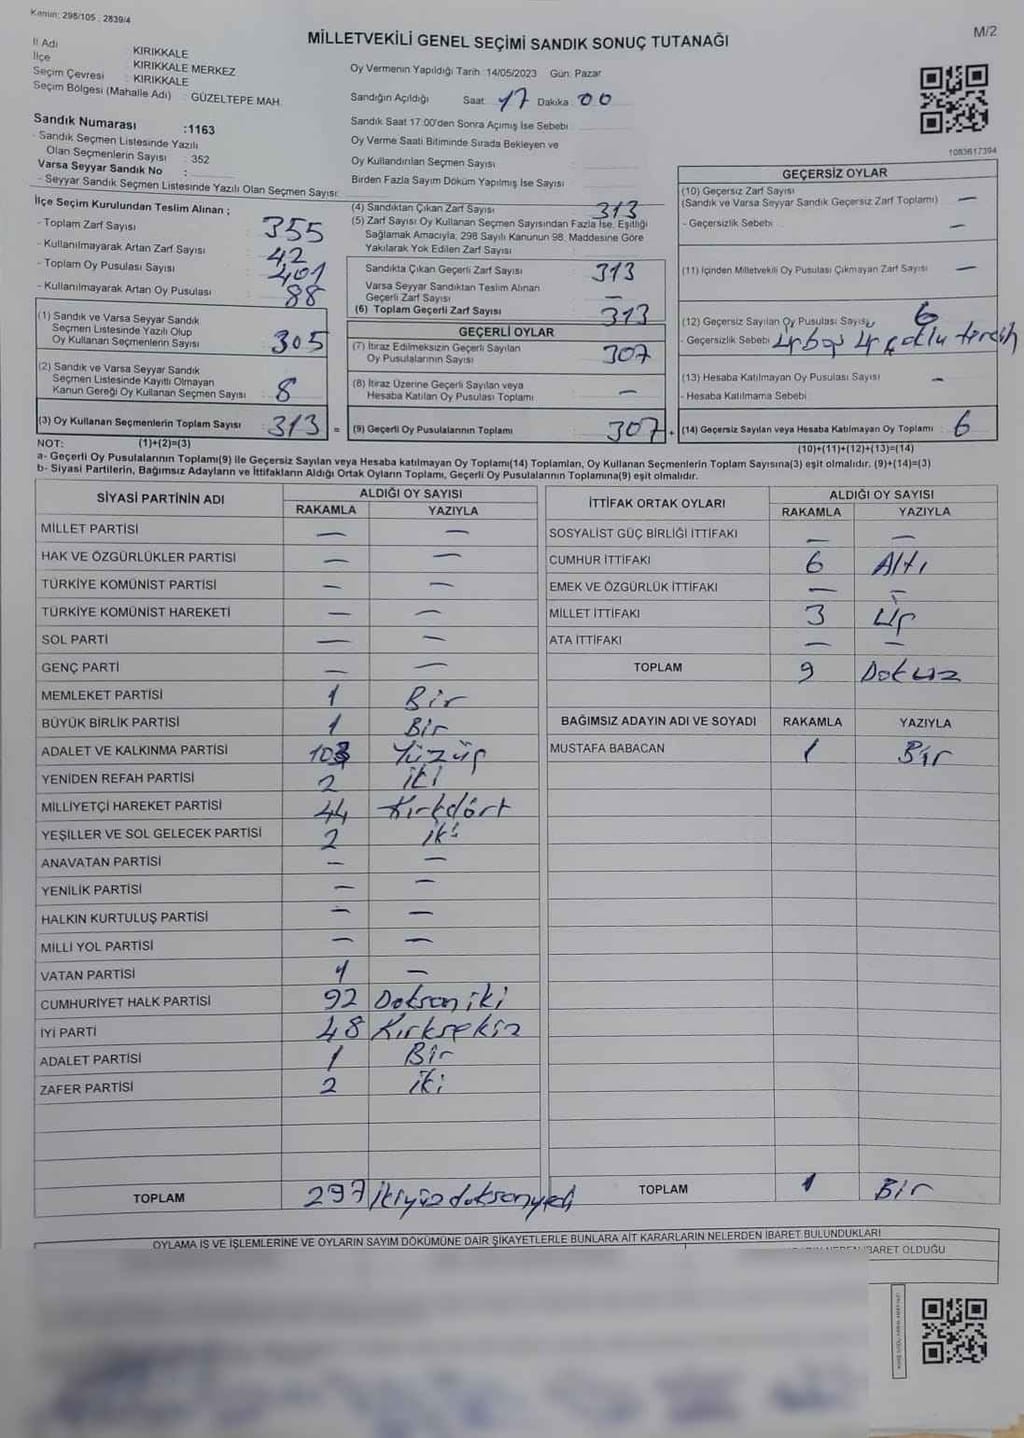 Kanun: 298/105 , 2839/4
M/2
MİLLETVEKİLİ GENEL SEÇİMİ SANDIK SONUÇ TUTANAĞI
İl Adı KIRIKKALE
İlçe KIRIKKALE MERKEZ
Seçim Çevresi : KIRIKKALE
Seçim Bölgesi (Mahalle Adı) : GÜZELTEPE MAH.
Sandık Numarası :1163
- Sandık Seçmen Listesinde Yazılı
Olan Seçmenlerin Sayısı : 352
Varsa Seyyar Sandık No :
- Seyyar Sandık Seçmen Listesinde Yazılı Olan Seçmen Sayısı:
Oy Vermenin Yapıldığı Tarih :14/05/2023 Gün: Pazar
Sandığın Açıldığı Saat: 17 Dakika: 00
Sandık Saat 17:00'den Sonra Açımış İse Sebebi
Oy Verme Saati Bitiminde Sırada Bekleyen ve
Oy Kullandırılan Seçmen Sayısı
Birden Fazla Sayım Döküm Yapılmış İse Sayısı
1083617394
İlçe Seçim Kurulundan Teslim Alınan ;
- Toplam Zarf Sayısı : 355
- Kullanılmayarak Artan Zarf Sayısı : 42
- Toplam Oy Pusulası Sayısı : 401
- Kullanılmayarak Artan Oy Pusulası : 88
(1) Sandık ve Varsa Seyyar Sandık
Seçmen Listesinde Yazılı Olup
Oy Kullanan Seçmenlerin Sayısı : 305
(2) Sandık ve Varsa Seyyar Sandık
Seçmen Listesinde Kayıtlı Olmayan
Kanun Gereği Oy Kullanan Seçmen Sayısı : 8
(3) Oy Kullanan Seçmenlerin Toplam Sayısı : 313 =
(4) Sandıktan Çıkan Zarf Sayısı : 313
(5) Zarf Sayısı Oy Kullanan Seçmen Sayısından Fazla İse, Eşitliği
Sağlamak Amacıyla, 298 Sayılı Kanunun 98. Maddesine Göre
Yakılarak Yok Edilen Zarf Sayısı :
Sandıkta Çıkan Geçerli Zarf Sayısı : 313
Varsa Seyyar Sandıktan Teslim Alınan
Geçerli Zarf Sayısı : —
(6) Toplam Geçerli Zarf Sayısı : 313
GEÇERLİ OYLAR
(7) İtiraz Edilmeksizin Geçerli Sayılan
Oy Pusulalarının Sayısı : 307
(8) İtiraz Üzerine Geçerli Sayılan veya
Hesaba Katılan Oy Pusulası Toplamı : —
(9) Geçerli Oy Pusulalarının Toplamı : 307 +
GEÇERSİZ OYLAR
(10) Geçersiz Zarf Sayısı
(Sandık ve Varsa Seyyar Sandık Geçersiz Zarf Toplamı) : —
- Geçersizlik Sebebi : —
(11) İçinden Milletvekili Oy Pusulası Çıkmayan Zarf Sayısı : —
(12) Geçersiz Sayılan Oy Pusulası Sayısı : 6
- Geçersizlik Sebebi : 4 boş 4 çoklu tercih
(13) Hesaba Katılmayan Oy Pusulası Sayısı : —
- Hesaba Katılmama Sebebi
(14) Geçersiz Sayılan veya Hesaba Katılmayan Oy Toplamı : 6
NOT: (1)+(2)=(3) (10)+(11)+(12)+(13)=(14)
a- Geçerli Oy Pusulalarının Toplamı(9) ile Geçersiz Sayılan veya Hesaba katılmayan Oy Toplamı(14) Toplamları, Oy Kullanan Seçmenlerin Toplam Sayısına(3) eşit olmalıdır. (9)+(14)=(3)
b- Siyasi Partilerin, Bağımsız Adayların ve İttifakların Aldığı Ortak Oyların Toplamı, Geçerli Oy Pusulalarının Toplamına(9) eşit olmalıdır.
SİYASİ PARTİNİN ADI ALDIĞI OY SAYISI
RAKAMLA YAZIYLA
MİLLET PARTİSİ — —
HAK VE ÖZGÜRLÜKLER PARTİSİ — —
TÜRKİYE KOMÜNİST PARTİSİ — —
TÜRKİYE KOMÜNİST HAREKETİ — —
SOL PARTİ — —
GENÇ PARTİ — —
MEMLEKET PARTİSİ 1 Bir
BÜYÜK BİRLİK PARTİSİ 1 Bir
ADALET VE KALKINMA PARTİSİ 103 Yüzüç
YENİDEN REFAH PARTİSİ 2 iki
MİLLİYETÇİ HAREKET PARTİSİ 44 Kırkdört
YEŞİLLER VE SOL GELECEK PARTİSİ 2 iki
ANAVATAN PARTİSİ — —
YENİLİK PARTİSİ — —
HALKIN KURTULUŞ PARTİSİ — —
MİLLİ YOL PARTİSİ — —
VATAN PARTİSİ 1 —
CUMHURİYET HALK PARTİSİ 92 Doksan iki
İYİ PARTİ 48 Kırksekiz
ADALET PARTİSİ 1 Bir
ZAFER PARTİSİ 2 iki
TOPLAM 297 ikiyüzdoksanyedi
İTTİFAK ORTAK OYLARI ALDIĞI OY SAYISI
RAKAMLA YAZIYLA
SOSYALİST GÜÇ BİRLİĞİ İTTİFAKI — —
CUMHUR İTTİFAKI 6 Altı
EMEK VE ÖZGÜRLÜK İTTİFAKI — —
MİLLET İTTİFAKI 3 üç
ATA İTTİFAKI — —
TOPLAM 9 Dokuz
BAĞIMSIZ ADAYIN ADI VE SOYADI RAKAMLA YAZIYLA
MUSTAFA BABACAN 1 Bir
TOPLAM 1 Bir
OYLAMA İŞ VE İŞLEMLERİNE VE OYLARIN SAYIM DÖKÜMÜNE DAİR ŞİKAYETLERLE BUNLARA AİT KARARLARIN NELERDEN İBARET BULUNDUKLARI
BARET OLDUĞU